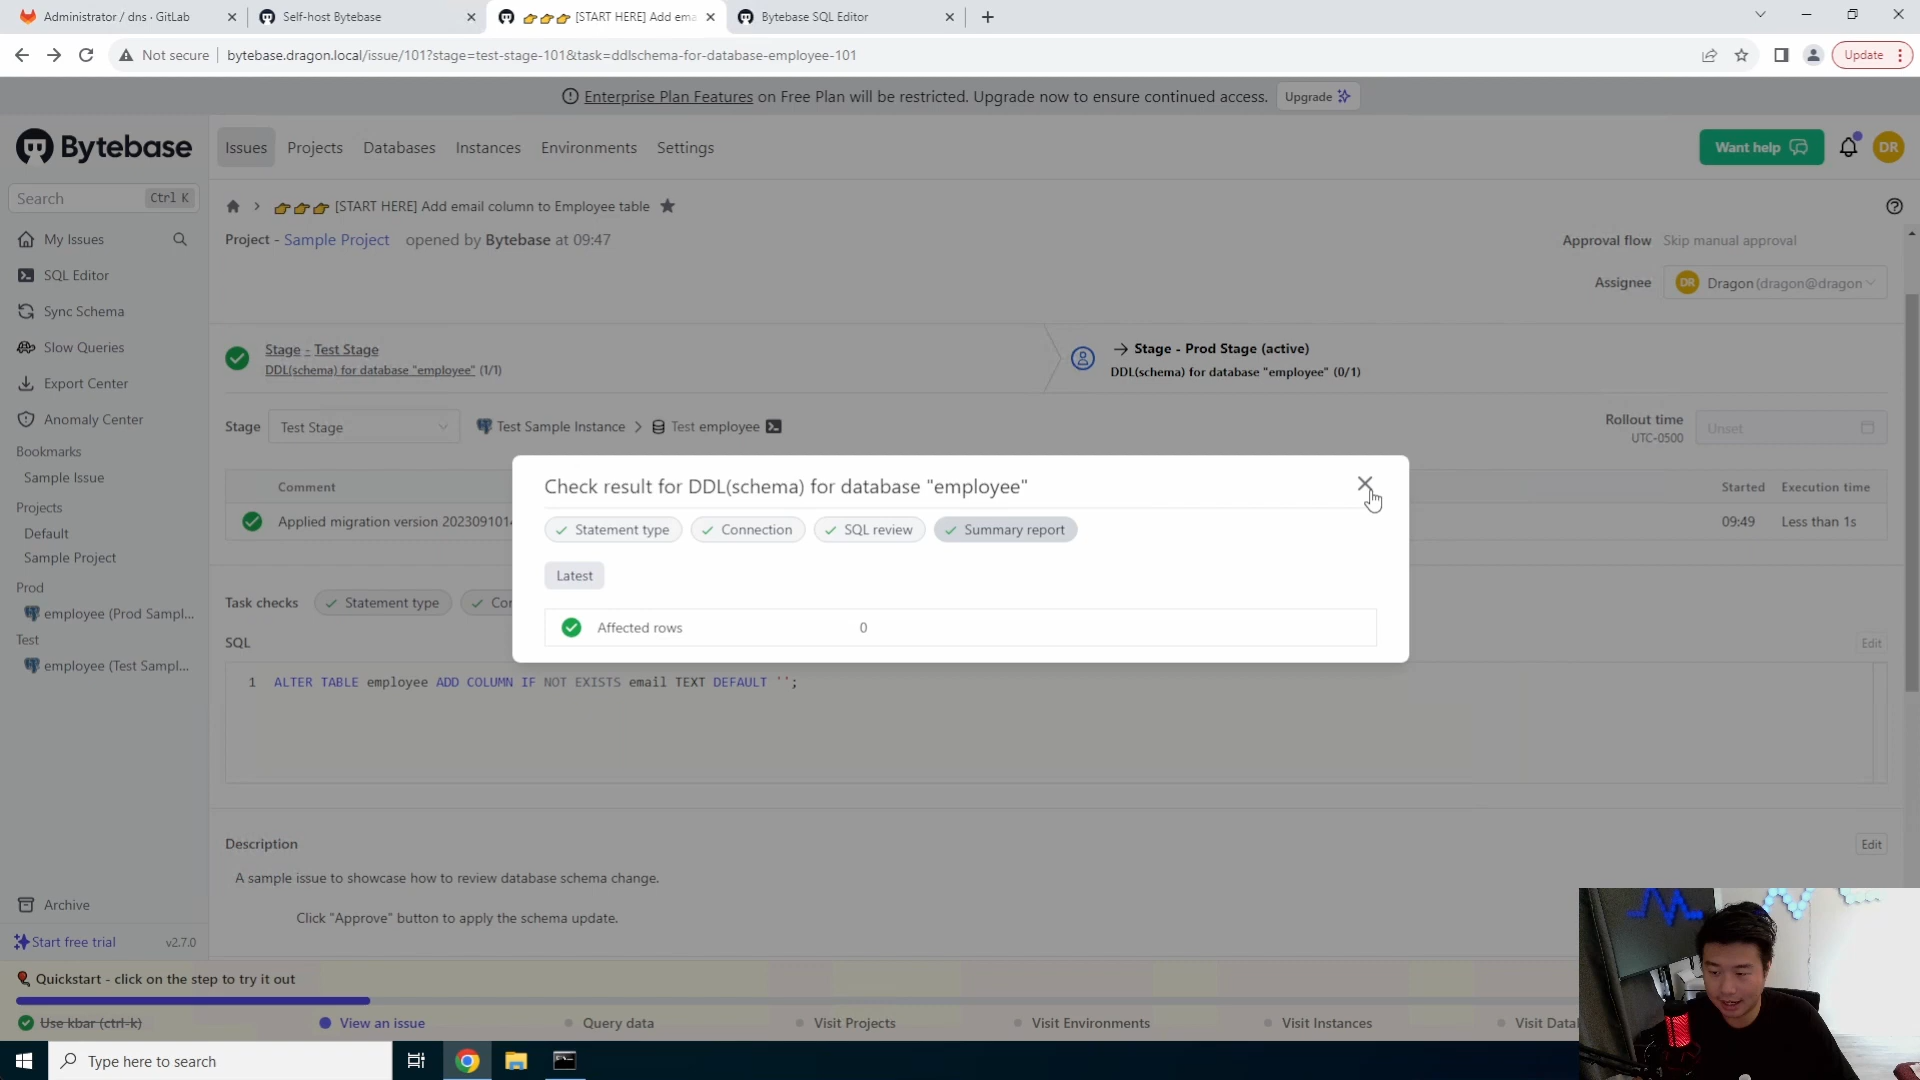 Administrator / dns · GitLab
Self-host Bytebase
👉👉👉 [START HERE] Add ema
Bytebase SQL Editor
Not secure
bytebase.dragon.local/issue/101?stage=test-stage-101&task=ddlschema-for-database-employee-101
Update
Enterprise Plan Features on Free Plan will be restricted. Upgrade now to ensure continued access.
Upgrade
Bytebase
Issues
Projects
Databases
Instances
Environments
Settings
Want help
DR
Search
Ctrl K
👉👉👉 [START HERE] Add email column to Employee table
Project - Sample Project opened by Bytebase at 09:47
Approval flow Skip manual approval
Assignee
DR Dragon (dragon@dragon
My Issues
SQL Editor
Sync Schema
Slow Queries
Export Center
Anomaly Center
Bookmarks
Sample Issue
Projects
Default
Sample Project
Prod
employee (Prod Sampl...
Test
employee (Test Sampl...
Archive
Start free trial
v2.7.0
Stage - Test Stage
DDL(schema) for database "employee" (1/1)
→ Stage - Prod Stage (active)
DDL(schema) for database "employee" (0/1)
Stage
Test Stage
Test Sample Instance > Test employee
Rollout time
UTC-0500
Unset
Comment
Started
Execution time
Applied migration version 20230910
09:49
Less than 1s
Check result for DDL(schema) for database "employee"
Statement type
Connection
SQL review
Summary report
Latest
Affected rows
0
Task checks
Statement type
SQL
Edit
1 ALTER TABLE employee ADD COLUMN IF NOT EXISTS email TEXT DEFAULT '';
Description
Edit
A sample issue to showcase how to review database schema change.
Click "Approve" button to apply the schema update.
Quickstart - click on the step to try it out
Use kbar (ctrl-k)
View an issue
Query data
Visit Projects
Visit Environments
Visit Instances
Visit
Type here to search